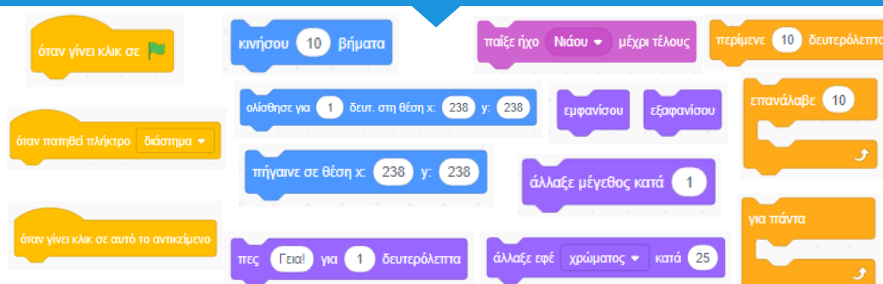 όταν γίνει κλικ σε
κινήσου 10 βήματα
παίξε ήχο Νιάου μέχρι τέλους
περίμενε 10 δευτερόλεπτα
όταν πατηθεί πλήκτρο διάστημα
ολίσθησε για 1 δευτ. στη θέση x: 238 y: 238
εμφανίσου
εξαφανίσου
επανάλαβε 10
πήγαινε σε θέση x: 238 y: 238
άλλαξε μέγεθος κατά 1
όταν γίνει κλικ σε αυτό το αντικείμενο
πες Γεια! για 1 δευτερόλεπτα
άλλαξε εφέ χρώματος κατά 25
για πάντα